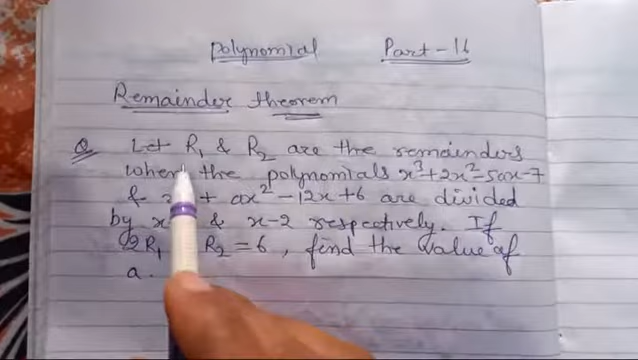 Polynomial Part-16
Remainder theorem
Q Let R₁ & R₂ are the remainders
when the polynomials x³+2x²-5ax-7
& + ax²-12x+6 are divided
by x & x-2 respectively. If
2R₁ R₂ = 6, find the value of
a.